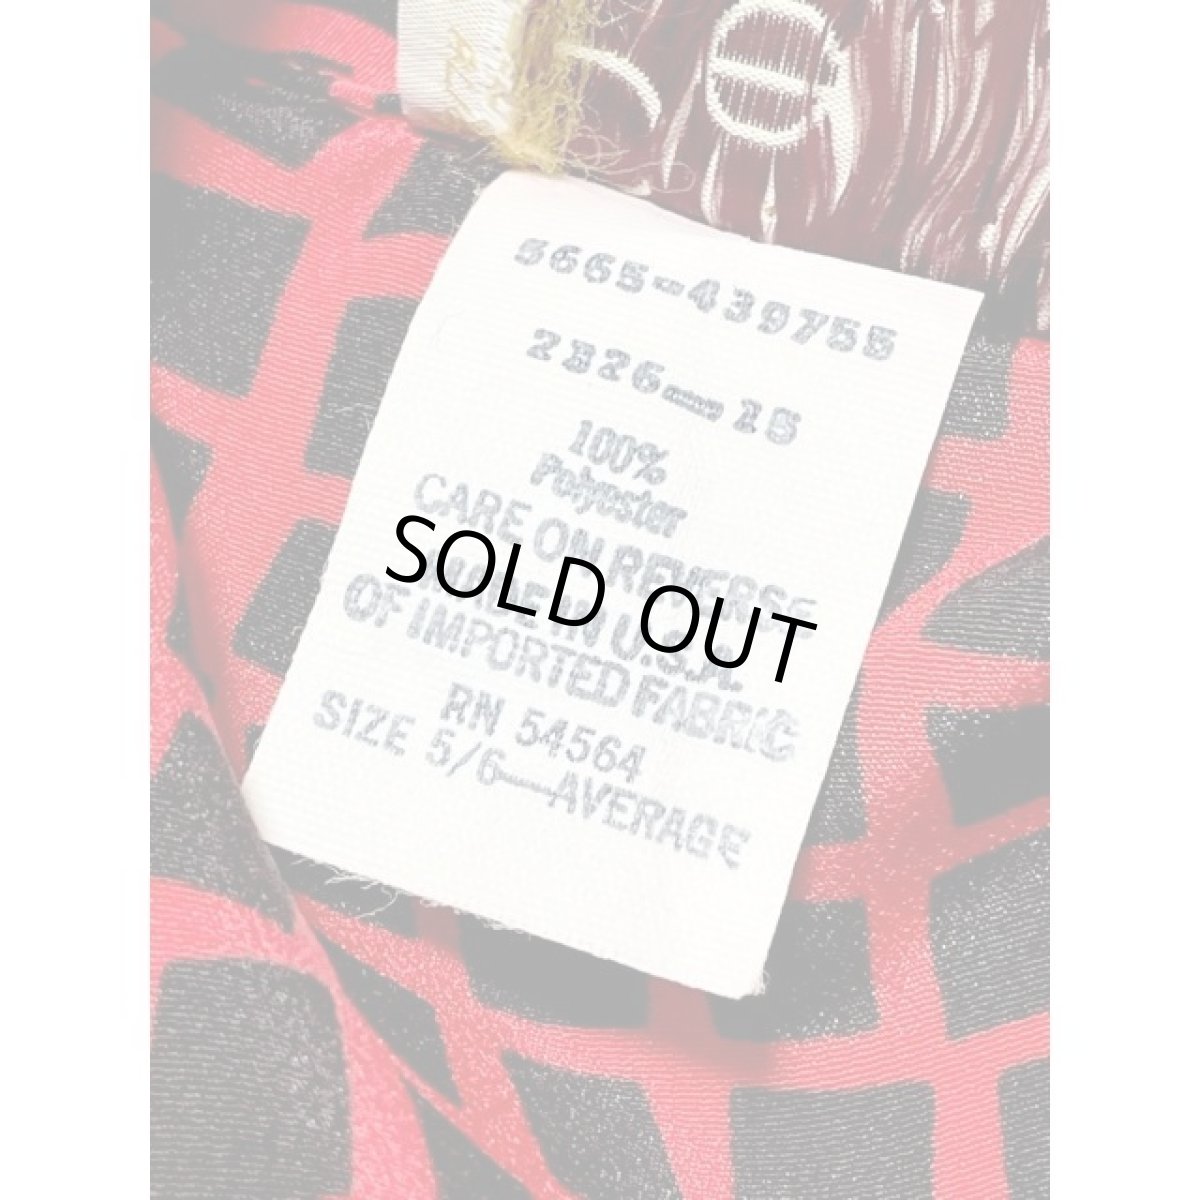 5665-439755
2B26-15
100%
Polyester
CARE ON REVERSE
MADE IN U.S.A.
OF IMPORTED FABRIC
RN 54564
SIZE 5/6-AVERAGE
SOLD OUT